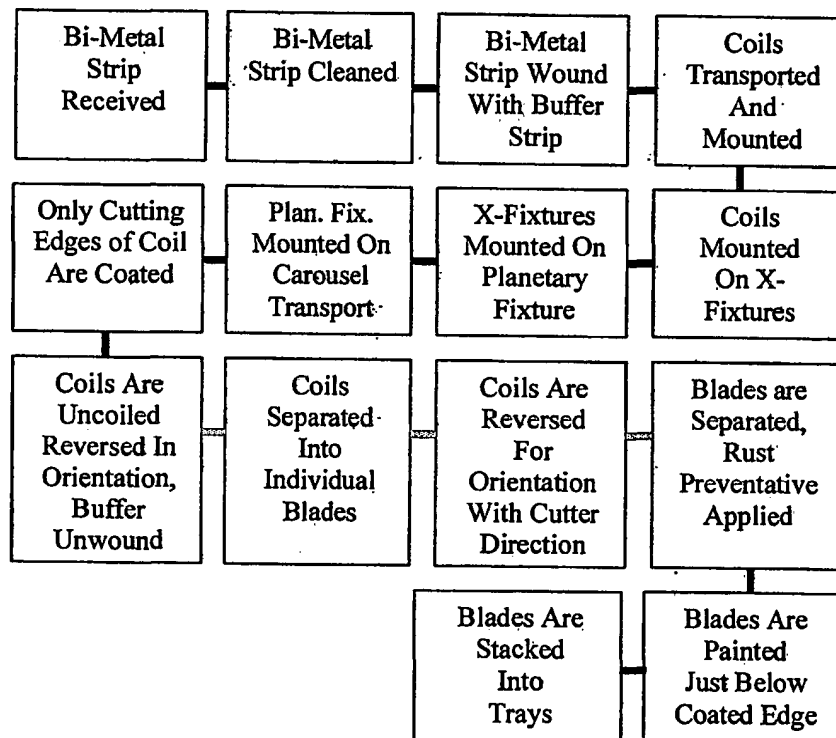 Bi-Metal
Strip
Received
Bi-Metal
Strip Cleaned
Bi-Metal
Strip Wound
With Buffer
Strip
Coils
Transported
And
Mounted
Only Cutting
Edges of Coil
Are Coated
Plan. Fix.
Mounted On
Carousel
Transport
X-Fixtures
Mounted On
Planetary
Fixture
Coils
Mounted
On X-
Fixtures
Coils Are
Uncoiled
Reversed In
Orientation,
Buffer
Unwound
Coils
Separated
Into
Individual
Blades
Coils Are
Reversed
For
Orientation
With Cutter
Direction
Blades are
Separated,
Rust
Preventative
Applied
Blades Are
Stacked
Into
Trays
Blades Are
Painted
Just Below
Coated Edge